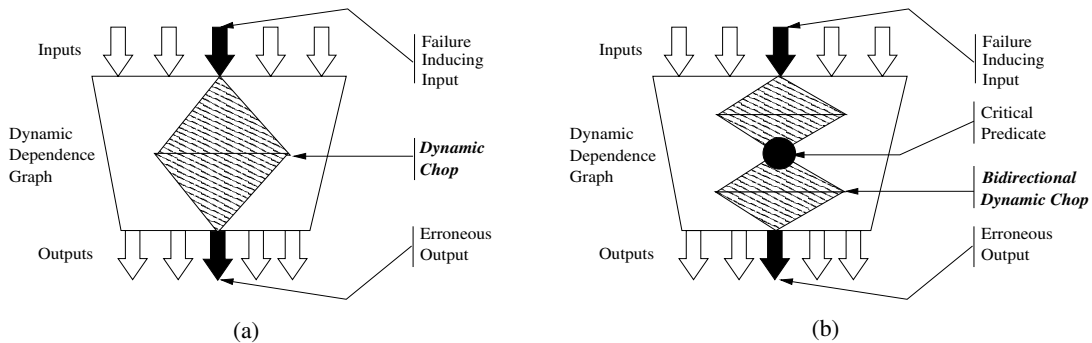 Inputs
Failure
Inducing
Input
Dynamic
Dependence
Graph
Dynamic
Chop
Outputs
Erroneous
Output
(a)
Inputs
Failure
Inducing
Input
Critical
Predicate
Dynamic
Dependence
Graph
Bidirectional
Dynamic Chop
Outputs
Erroneous
Output
(b)